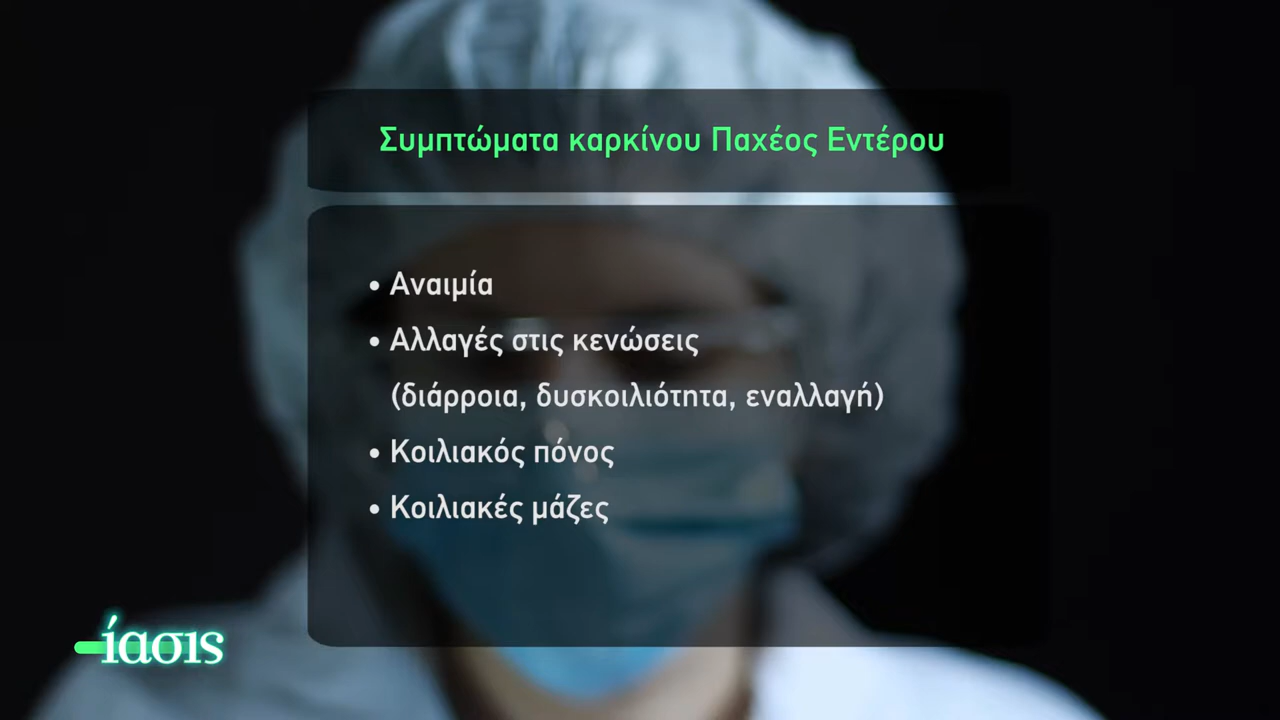 Συμπτώματα καρκίνου Παχέος Εντέρου
• Αναιμία
• Αλλαγές στις κενώσεις
(διάρροια, δυσκοιλιότητα, εναλλαγή)
• Κοιλιακός πόνος
• Κοιλιακές μάζες
ίασις